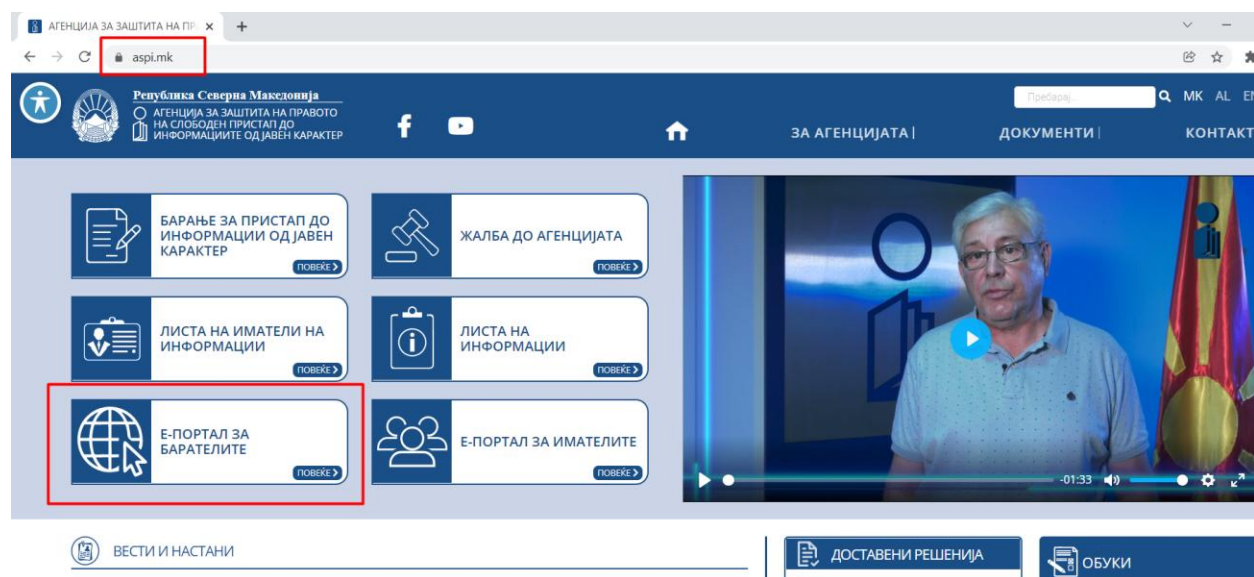 АГЕНЦИЈА ЗА ЗАШТИТА НА ПР
aspi.mk
Република Северна Македонија
АГЕНЦИЈА ЗА ЗАШТИТА НА ПРАВОТО
НА СЛОБОДЕН ПРИСТАП ДО
ИНФОРМАЦИИТЕ ОД ЈАВЕН КАРАКТЕР
Пребарај...
MK AL EN
ЗА АГЕНЦИЈАТА |
ДОКУМЕНТИ |
КОНТАКТ
БАРАЊЕ ЗА ПРИСТАП ДО
ИНФОРМАЦИИ ОД ЈАВЕН
КАРАКТЕР
ПОВЕЌЕ
ЖАЛБА ДО АГЕНЦИЈАТА
ПОВЕЌЕ
ЛИСТА НА ИМАТЕЛИ НА
ИНФОРМАЦИИ
ПОВЕЌЕ
ЛИСТА НА
ИНФОРМАЦИИ
ПОВЕЌЕ
Е-ПОРТАЛ ЗА
БАРАТЕЛИТЕ
ПОВЕЌЕ
Е-ПОРТАЛ ЗА ИМАТЕЛИТЕ
ПОВЕЌЕ
-01:33
ВЕСТИ И НАСТАНИ
ДОСТАВЕНИ РЕШЕНИЈА
ОБУКИ